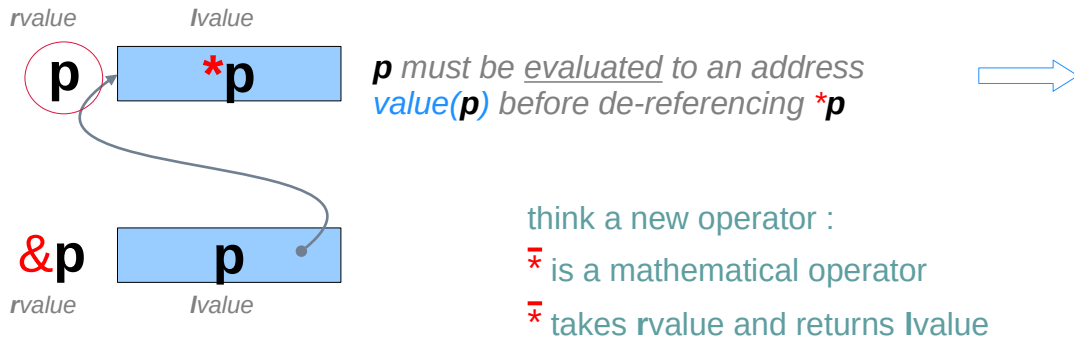 rvalue lvalue
p *p
p must be evaluated to an address
value(p) before de-referencing *p
&p p
rvalue lvalue
think a new operator :
*̅ is a mathematical operator
*̅ takes rvalue and returns lvalue